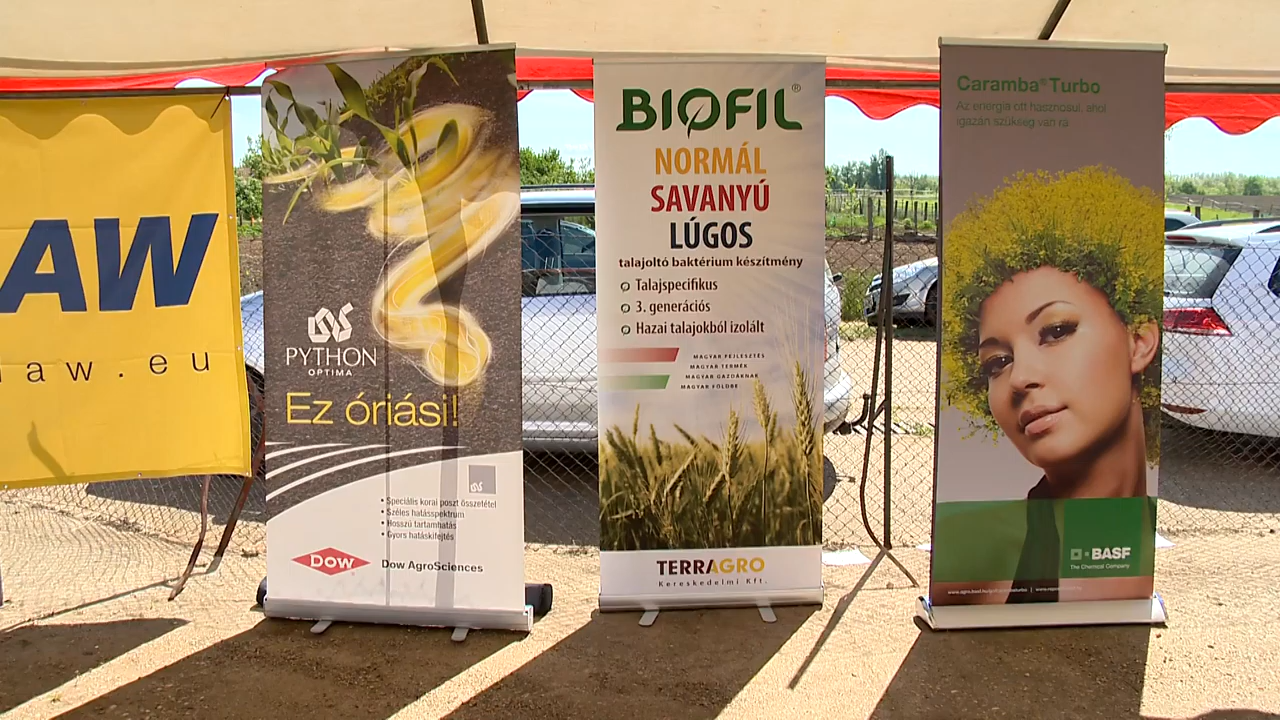 AW
aw.eu
PYTHON
OPTIMA
Ez óriási!
• Speciális korai poszt összetétel
• Széles hatásspektrum
• Hosszú tartamhatás
• Gyors hatáskifejtés
DOW
Dow AgroSciences
BIOFIL®
NORMÁL
SAVANYÚ
LÚGOS
talajoltó baktérium készítmény
Talajspecifikus
3. generációs
Hazai talajokból izolált
MAGYAR FEJLESZTÉS
MAGYAR TERMÉK
MAGYAR GAZDÁKNAK
MAGYAR FÖLDBE
TERRAGRO
Kereskedelmi Kft.
Caramba® Turbo
Az energia ott hasznosul, ahol
igazán szükség van rá
BASF
The Chemical Company